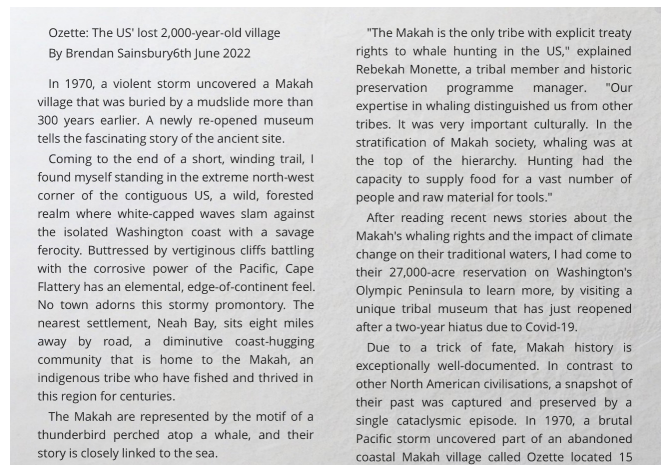 Ozette: The US' lost 2,000-year-old village
By Brendan Sainsbury6th June 2022
In 1970, a violent storm uncovered a Makah
village that was buried by a mudslide more than
300 years earlier. A newly re-opened museum
tells the fascinating story of the ancient site.
Coming to the end of a short, winding trail, I
found myself standing in the extreme north-west
corner of the contiguous US, a wild, forested
realm where white-capped waves slam against
the isolated Washington coast with a savage
ferocity. Buttressed by vertiginous cliffs battling
with the corrosive power of the Pacific, Cape
Flattery has an elemental, edge-of-continent feel.
No town adorns this stormy promontory. The
nearest settlement, Neah Bay, sits eight miles
away by road, a diminutive coast-hugging
community that is home to the Makah, an
indigenous tribe who have fished and thrived in
this region for centuries.
The Makah are represented by the motif of a
thunderbird perched atop a whale, and their
story is closely linked to the sea.
"The Makah is the only tribe with explicit treaty
rights to whale hunting in the US," explained
Rebekah Monette, a tribal member and historic
preservation programme manager. "Our
expertise in whaling distinguished us from other
tribes. It was very important culturally. In the
stratification of Makah society, whaling was at
the top of the hierarchy. Hunting had the
capacity to supply food for a vast number of
people and raw material for tools."
After reading recent news stories about the
Makah's whaling rights and the impact of climate
change on their traditional waters, I had come to
their 27,000-acre reservation on Washington's
Olympic Peninsula to learn more, by visiting a
unique tribal museum that has just reopened
after a two-year hiatus due to Covid-19.
Due to a trick of fate, Makah history is
exceptionally well-documented. In contrast to
other North American civilisations, a snapshot of
their past was captured and preserved by a
single cataclysmic episode. In 1970, a brutal
Pacific storm uncovered part of an abandoned
coastal Makah village called Ozette located 15